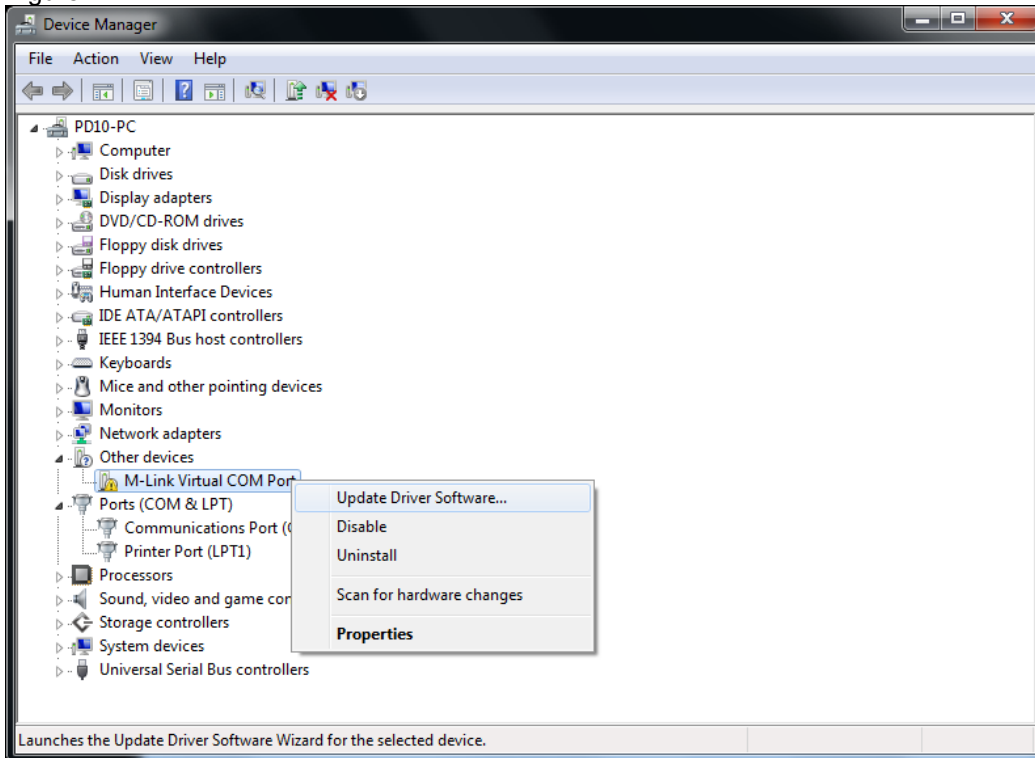 Device Manager
File Action View Help
PD10-PC
Computer
Disk drives
Display adapters
DVD/CD-ROM drives
Floppy disk drives
Floppy drive controllers
Human Interface Devices
IDE ATA/ATAPI controllers
IEEE 1394 Bus host controllers
Keyboards
Mice and other pointing devices
Monitors
Network adapters
Other devices
M-Link Virtual COM Port
Ports (COM & LPT)
Communications Port (
Printer Port (LPT1)
Processors
Sound, video and game con
Storage controllers
System devices
Universal Serial Bus controllers
Update Driver Software...
Disable
Uninstall
Scan for hardware changes
Properties
Launches the Update Driver Software Wizard for the selected device.